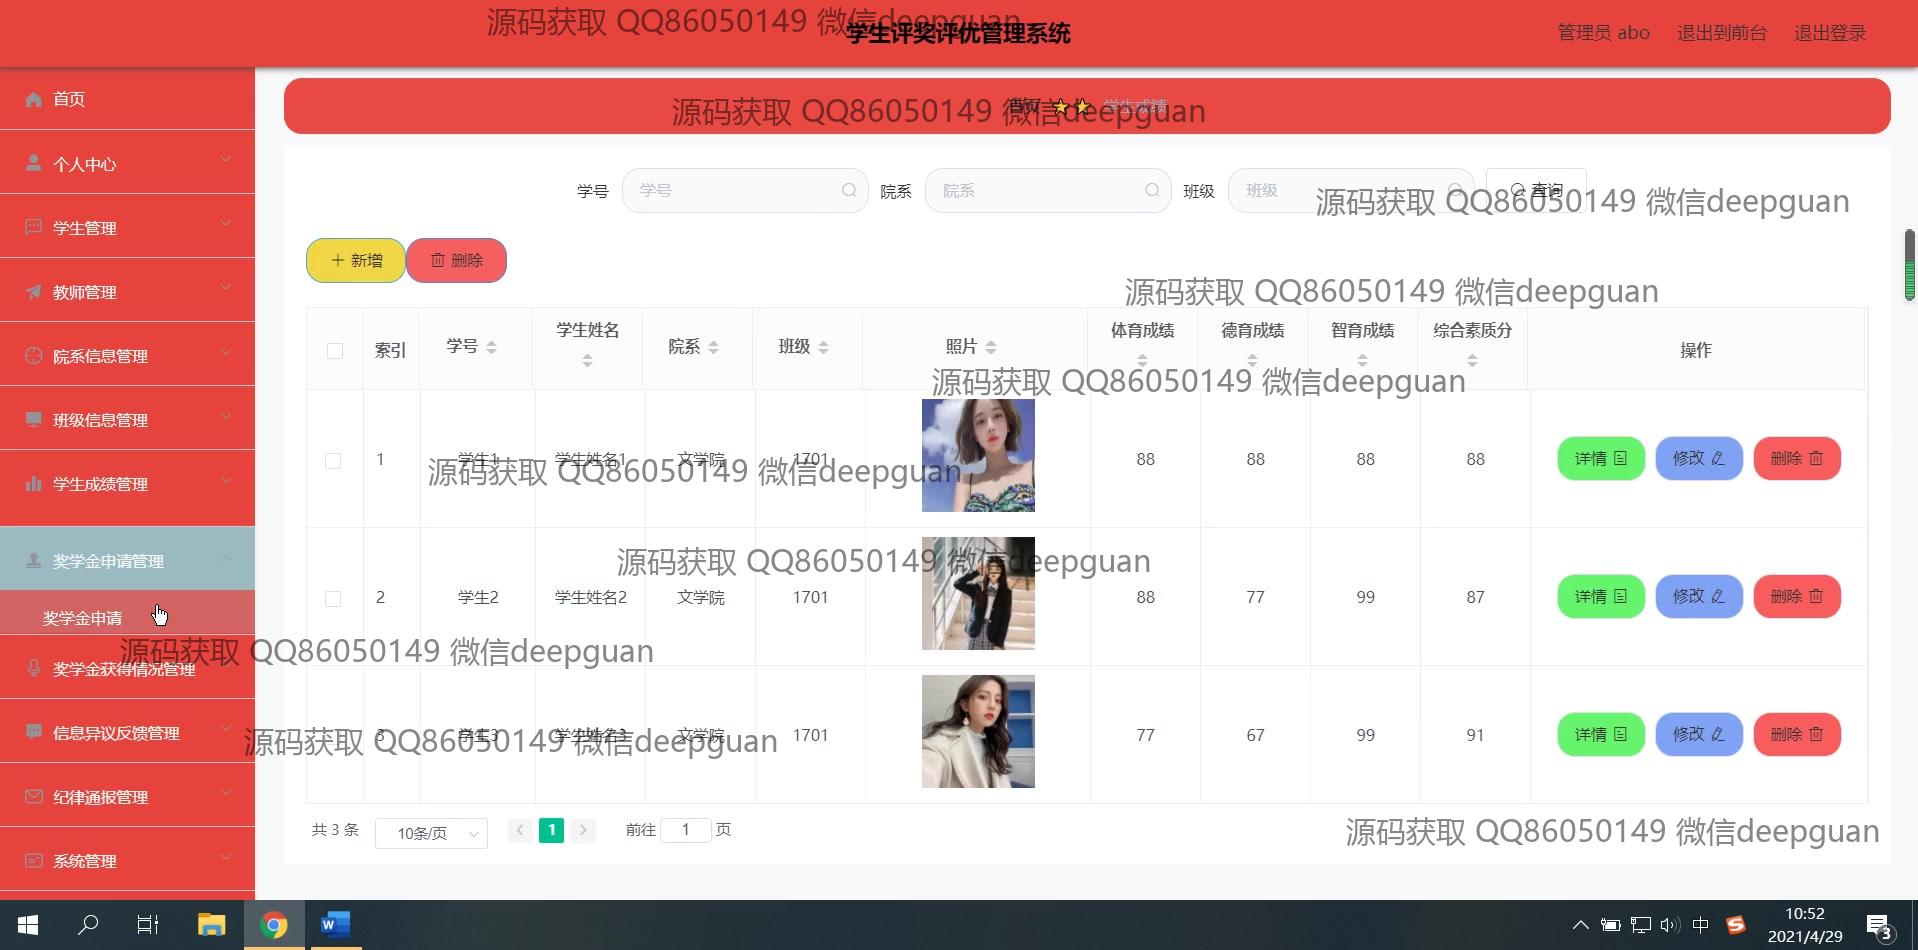 源码获取 QQ86050149 微信deepguan
学生评奖评优管理系统
管理员 abo 退出到前台 退出登录
首页
个人中心
学生管理
教师管理
院系信息管理
班级信息管理
学生成绩管理
奖学金申请管理
奖学金申请
奖学金获得情况管理
信息异议反馈管理
纪律通报管理
系统管理
首页 学生成绩
源码获取 QQ86050149 微信deepguan
学号 学号 院系 院系 班级 班级 查询
源码获取 QQ86050149 微信deepguan
新增 删除
源码获取 QQ86050149 微信deepguan
索引 学号 学生姓名 院系 班级 照片 体育成绩 德育成绩 智育成绩 综合素质分 操作
源码获取 QQ86050149 微信deepguan
1 学生1 学生姓名1 文学院 1701 88 88 88 88 详情 修改 删除
源码获取 QQ86050149 微信deepguan
源码获取 QQ86050149 微信deepguan
2 学生2 学生姓名2 文学院 1701 88 77 99 87 详情 修改 删除
源码获取 QQ86050149 微信deepguan
3 学生3 学生姓名3 文学院 1701 77 67 99 91 详情 修改 删除
源码获取 QQ86050149 微信deepguan
共 3 条 10条/页 1 前往 1 页
源码获取 QQ86050149 微信deepguan
中 10:52
2021/4/29 3